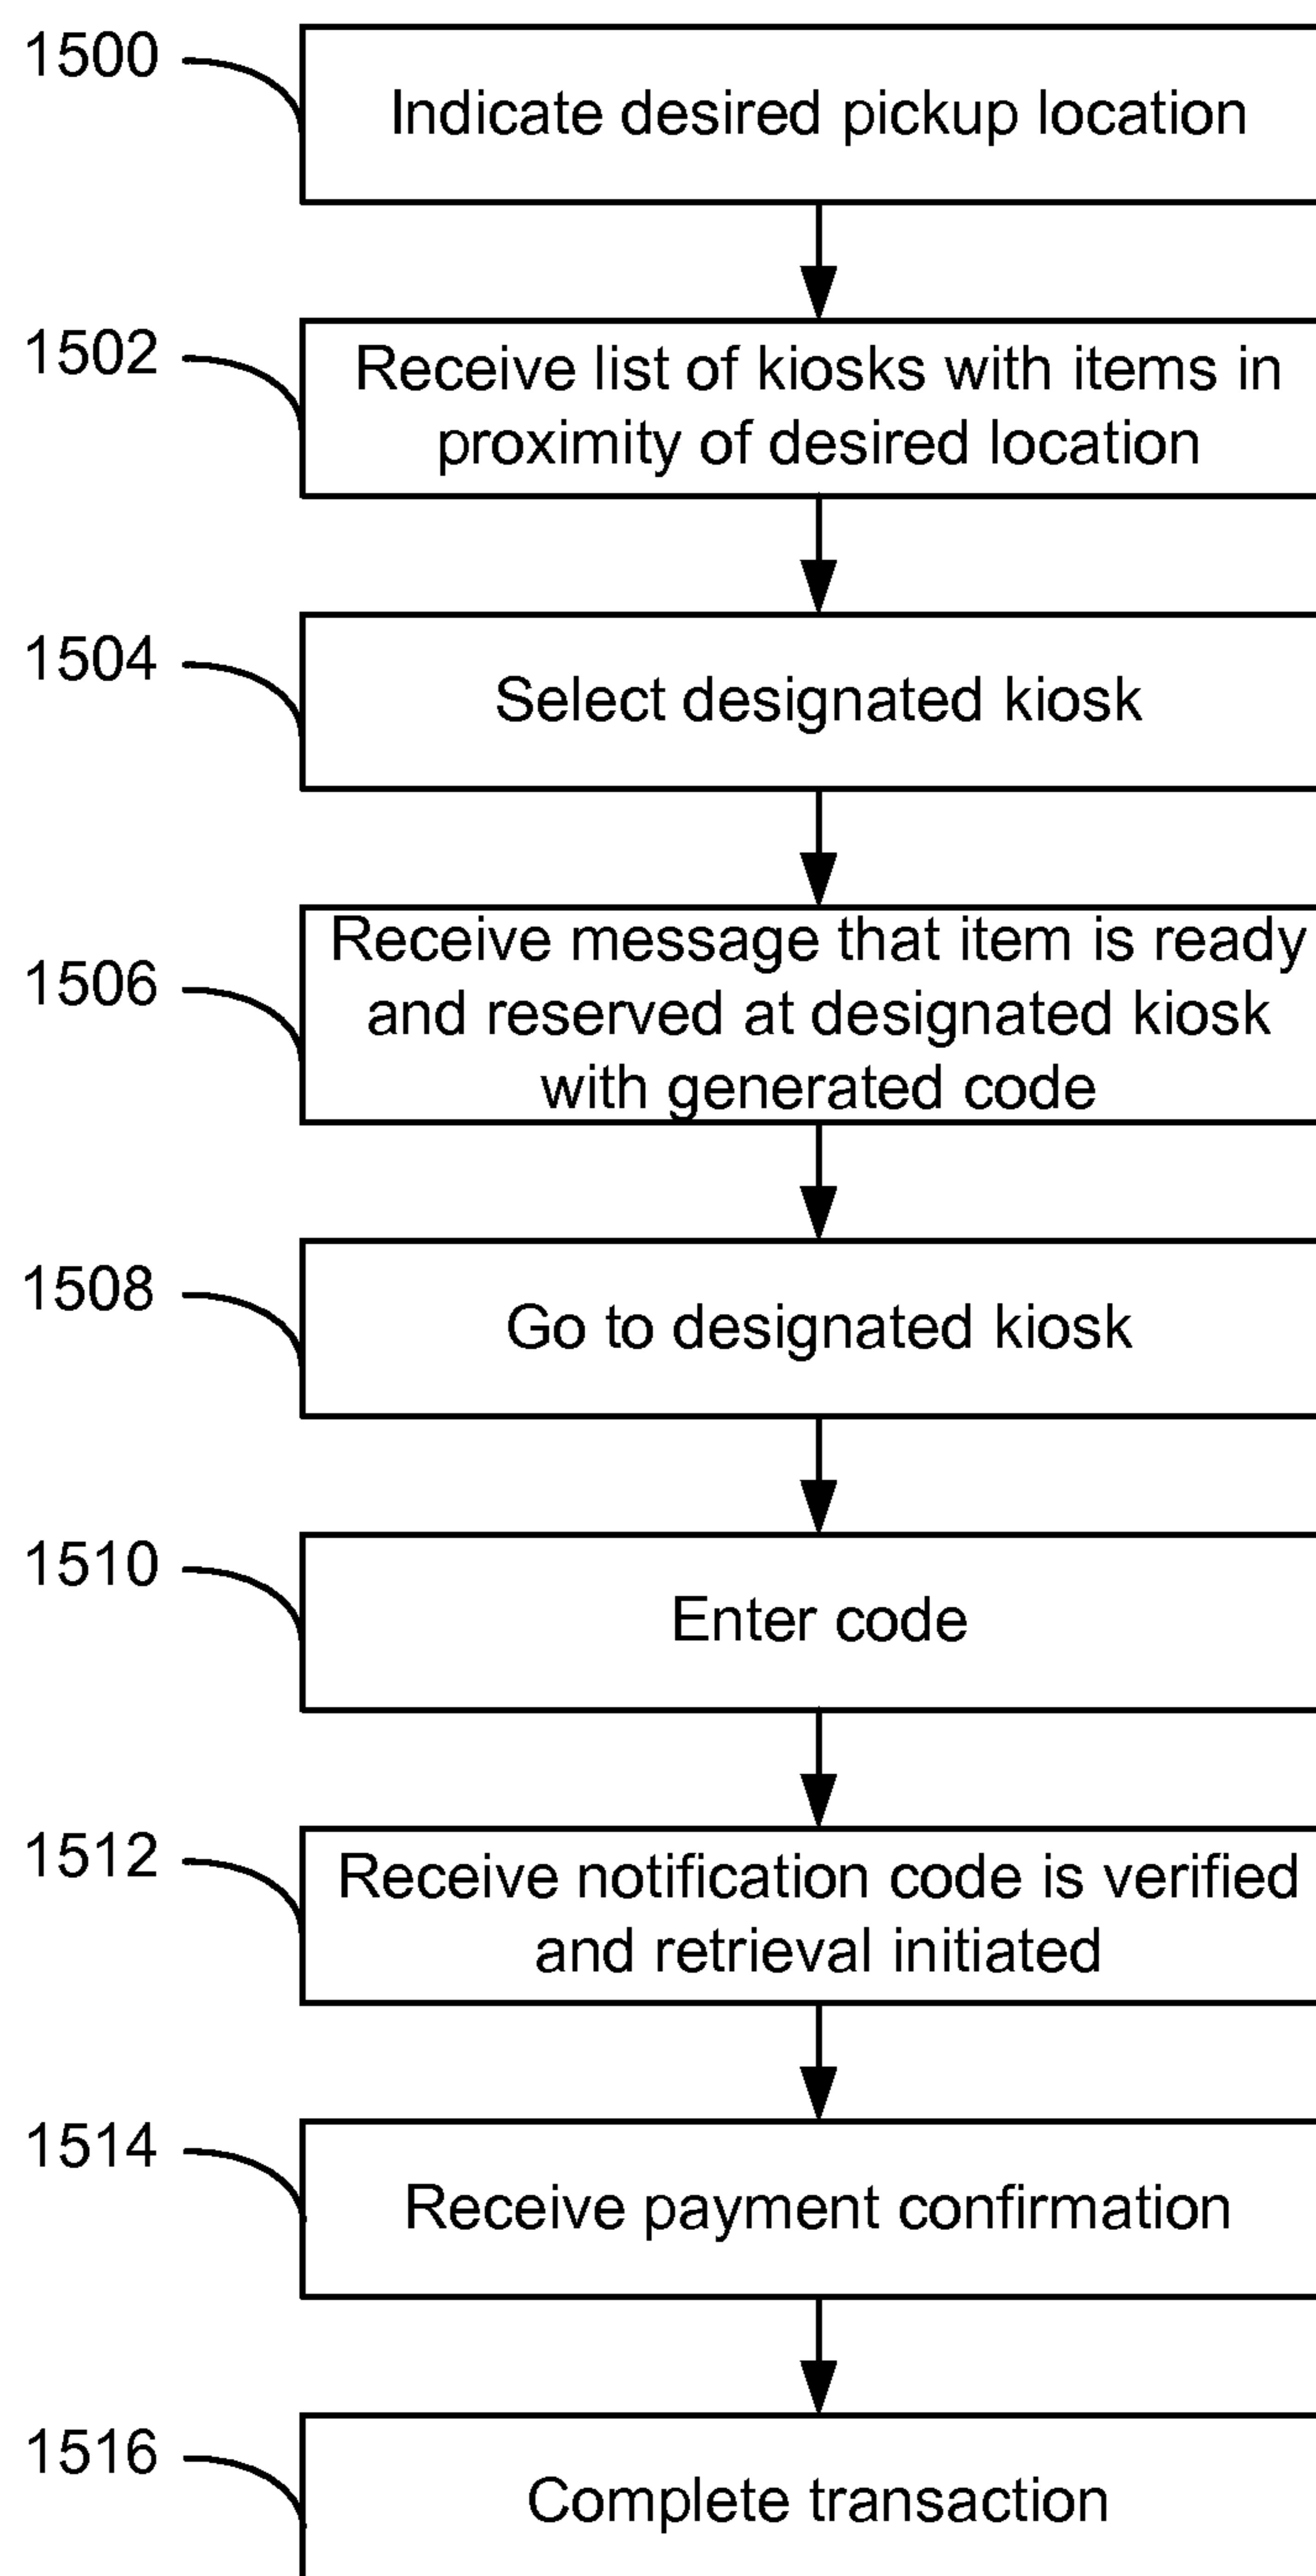 1500
Indicate desired pickup location
1502
Receive list of kiosks with items in
proximity of desired location
1504
Select designated kiosk
1506
Receive message that item is ready
and reserved at designated kiosk
with generated code
1508
Go to designated kiosk
1510
Enter code
1512
Receive notification code is verified
and retrieval initiated
1514
Receive payment confirmation
1516
Complete transaction